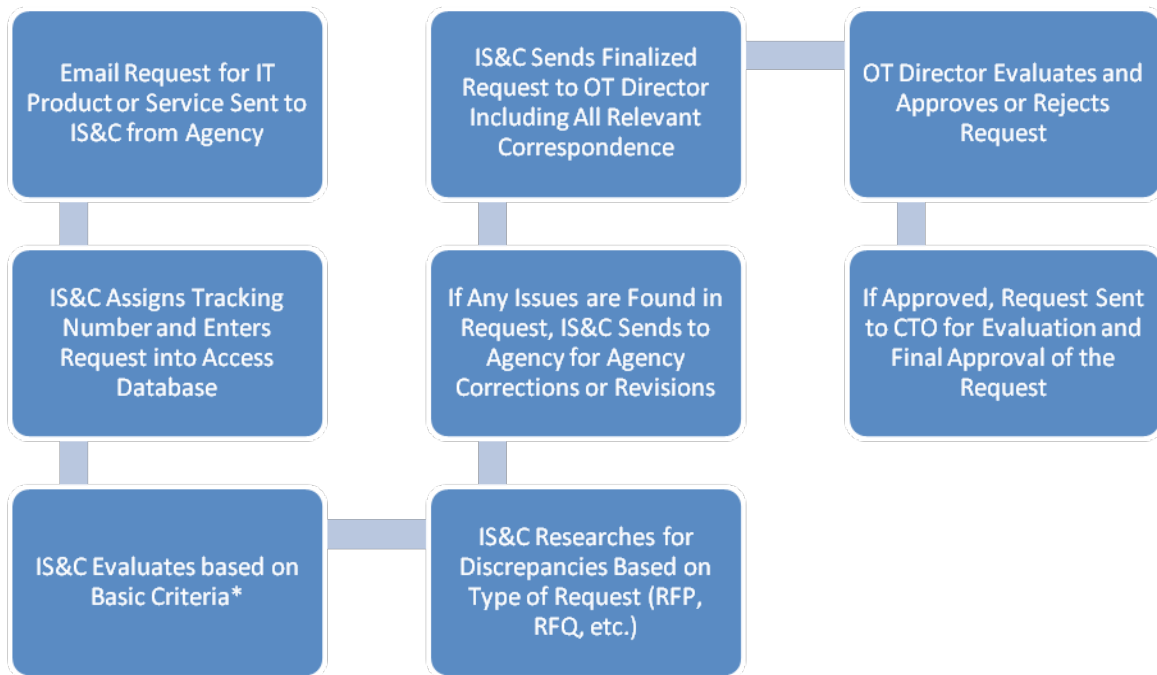 Email Request for IT
Product or Service Sent to
IS&C from Agency
IS&C Assigns Tracking
Number and Enters
Request into Access
Database
IS&C Evaluates based on
Basic Criteria*
IS&C Researches for
Discrepancies Based on
Type of Request (RFP,
RFQ, etc.)
If Any Issues are Found in
Request, IS&C Sends to
Agency for Agency
Corrections or Revisions
IS&C Sends Finalized
Request to OT Director
Including All Relevant
Correspondence
OT Director Evaluates and
Approves or Rejects
Request
If Approved, Request Sent
to CTO for Evaluation and
Final Approval of the
Request